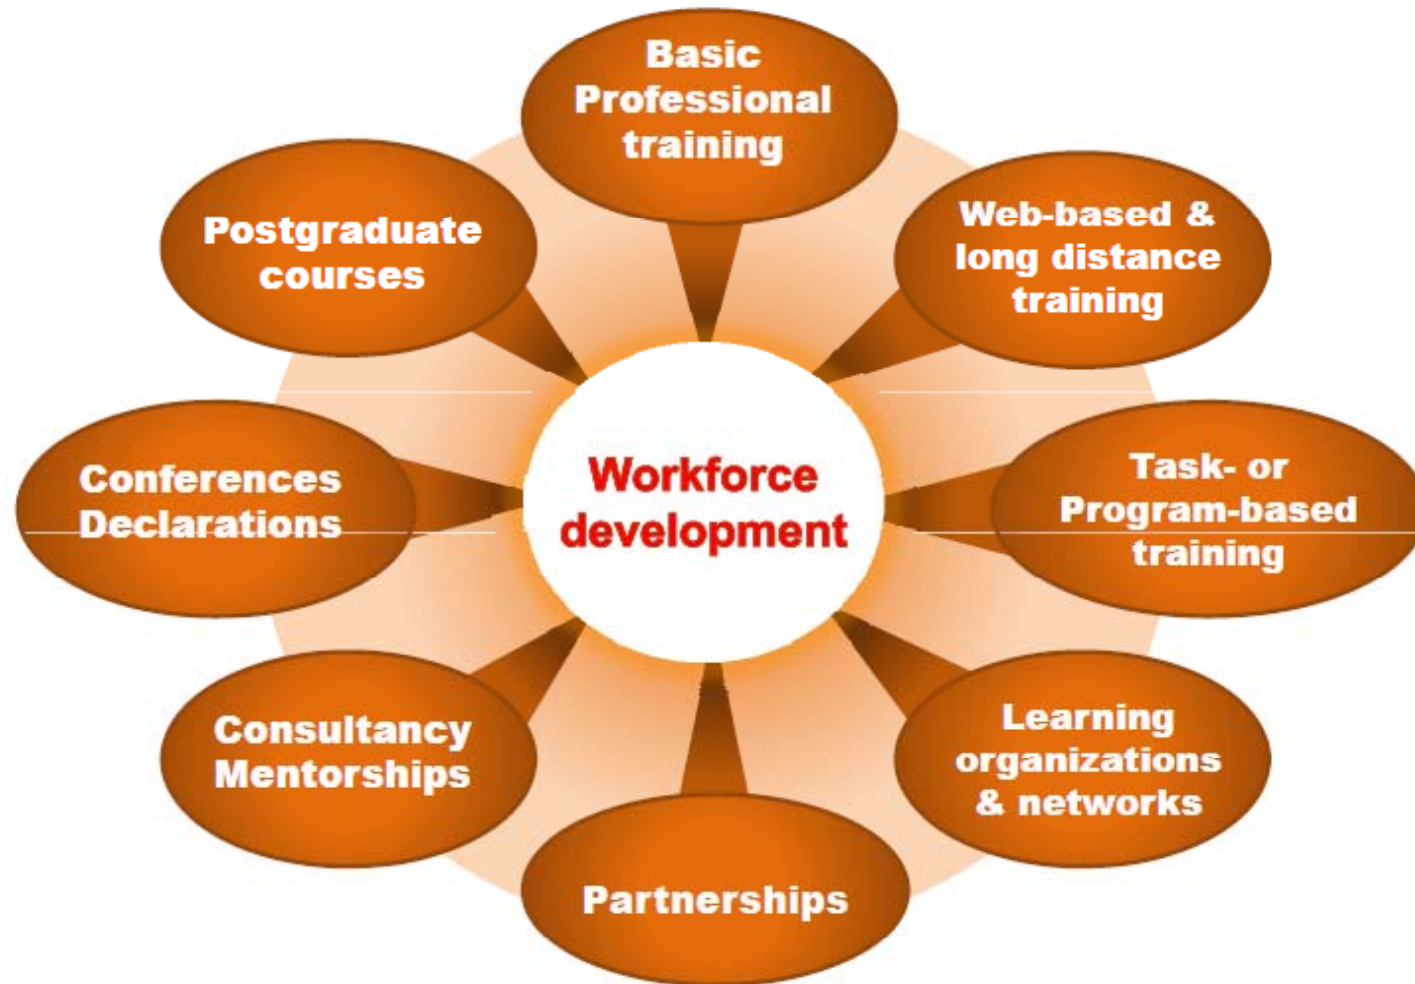 Basic
Professional
training
Web-based &
long distance
training
Task- or
Program-based
training
Learning
organizations
& networks
Partnerships
Consultancy
Mentorships
Conferences
Declarations
Postgraduate
courses
Workforce
development